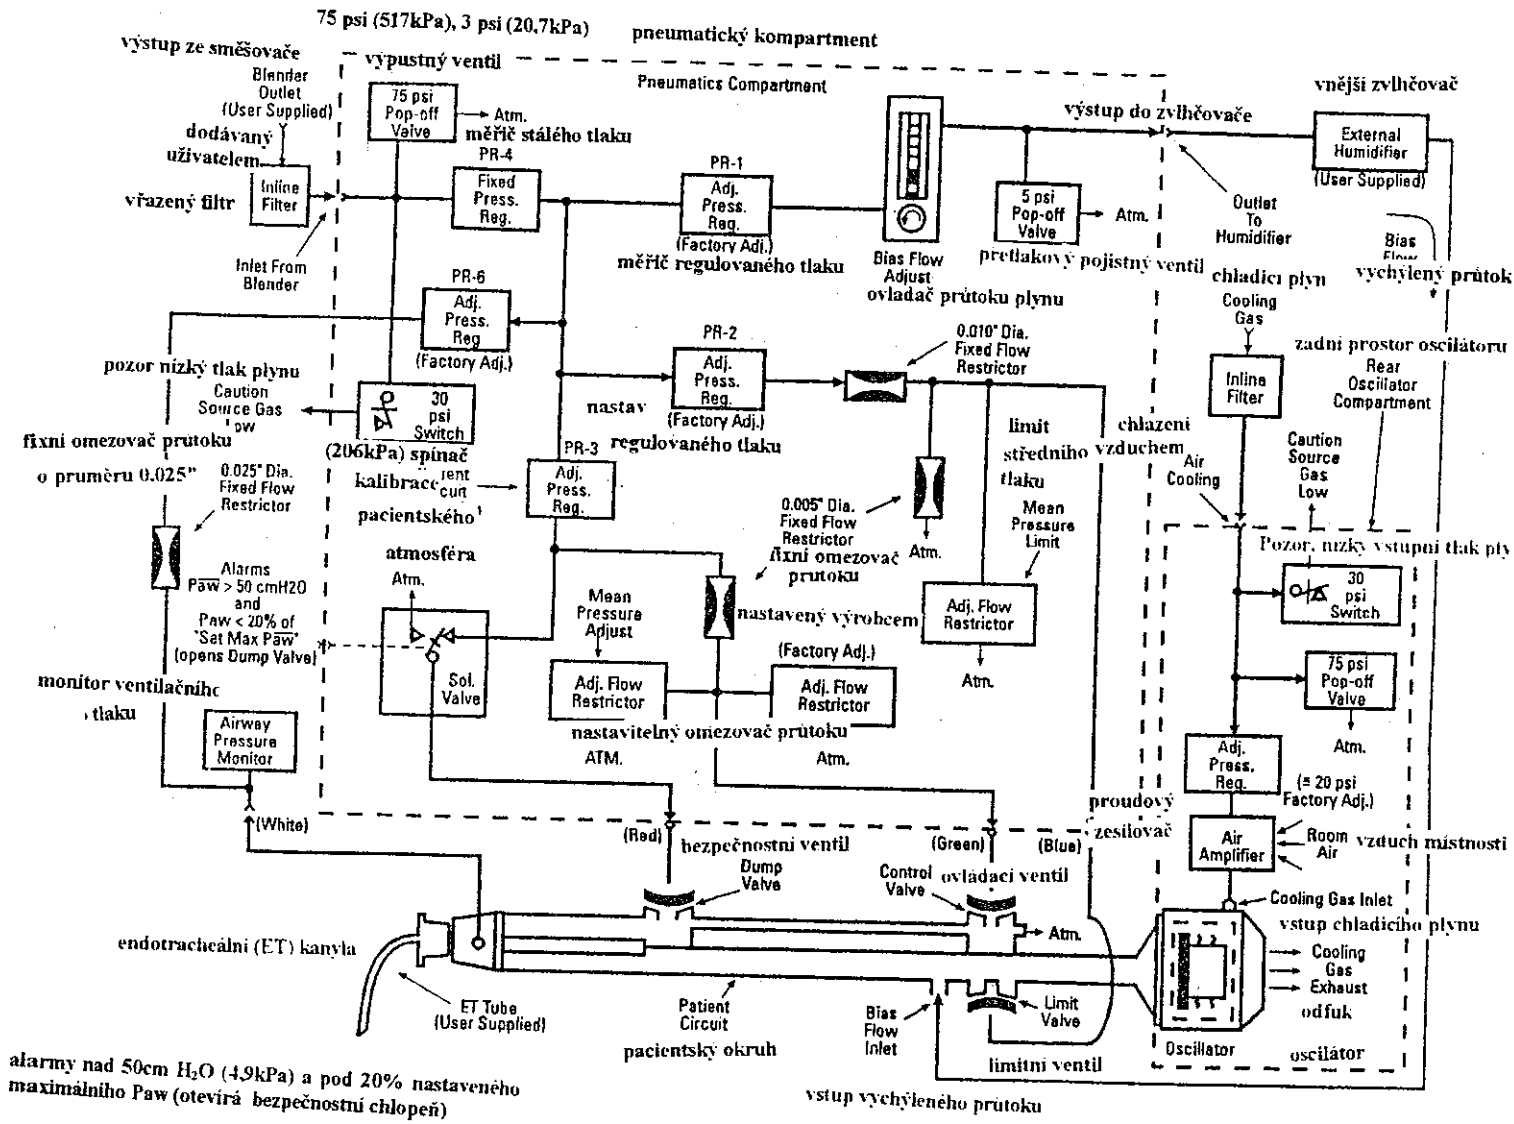 75 psi (517kPa), 3 psi (20,7kPa)
pneumatický kompartment
výstup ze směšovače
výpustný ventil
Blender
Outlet
(User Supplied)
75 psi
Pop-off
Valve
Atm.
Pneumatics Compartment
vnější zvlhčovač
dodávaný
uživatelem
měřič stálého tlaku
výstup do zvlhčovače
External
Humidifier
(User Supplied)
PR-4
Fixed
Press.
Reg.
PR-1
Adj.
Press.
Reg.
(Factory Adj.)
Inline
Filter
vřazený filtr
5 psi
Pop-off
Valve
Atm.
Outlet
To
Humidifier
Inlet From
Blender
měřič regulovaného tlaku
Bias Flow
Adjust
ovladač průtoku plynu
pretlakový pojistný ventil
chladící plyn
Bias
Flow
vychýlený průtok
PR-6
Adj.
Press.
Reg
(Factory Adj.)
Cooling
Gas
PR-2
Adj.
Press.
Reg.
(Factory Adj.)
0.010" Dia.
Fixed Flow
Restrictor
zadní prostor oscilátoru
Rear
Oscillator
Compartment
Inline
Filter
pozor nízký tlak plynu
Caution
Source Gas
ow
30
psi
Switch
(206kPa) spínač
nastav
regulovaného tlaku
limit
středního
tlaku
chlazení
vzduchem
Air
Cooling
Caution
Source
Gas
Low
fixní omezovač průtoku
o pruměru 0.025"
0.025" Dia.
Fixed Flow
Restrictor
PR-3
Adj.
Press.
Reg.
kalibrace
pacientského
ent
cuit
0.005" Dia.
Fixed Flow
Restrictor
fixní omezovač
prutoku
Atm.
Mean
Pressure
Limit
Pozor, nízky vstupní tlak ply
30
psi
Switch
atmosféra
Atm.
Alarms
Paw > 50 cmH2O
and
Paw < 20% of
"Set Max Paw"
(opens Dump Valve)
Sol.
Valve
Mean
Pressure
Adjust
nastavený výrobcem
(Factory Adj.)
Adj. Flow
Restrictor
Atm.
Adj. Flow
Restrictor
Adj. Flow
Restrictor
nastavitelný omezovač průtoku
ATM.
Atm.
75 psi
Pop-off
Valve
Atm.
monitor ventilačního
tlaku
Airway
Pressure
Monitor
Adj.
Press.
Reg.
(= 20 psi
Factory Adj.)
proudový
zesilovač
Air
Amplifier
Room
Air
vzduch místnosti
(White)
(Red)
(Green)
(Blue)
bezpečnostní ventil
Dump
Valve
Control
Valve
ovládací ventil
Atm.
Cooling Gas Inlet
vstup chladicího plynu
Cooling
Gas
Exhaust
odfuk
endotracheální (ET) kanyla
ET Tube
(User Supplied)
Patient
Circuit
pacientský okruh
Bias
Flow
Inlet
Limit
Valve
limitní ventil
Oscillator
oscilátor
vstup vychýleného průtoku
alarmy nad 50cm H₂O (4,9kPa) a pod 20% nastaveného
maximálního Paw (otevírá bezpečnostní chlopeň)